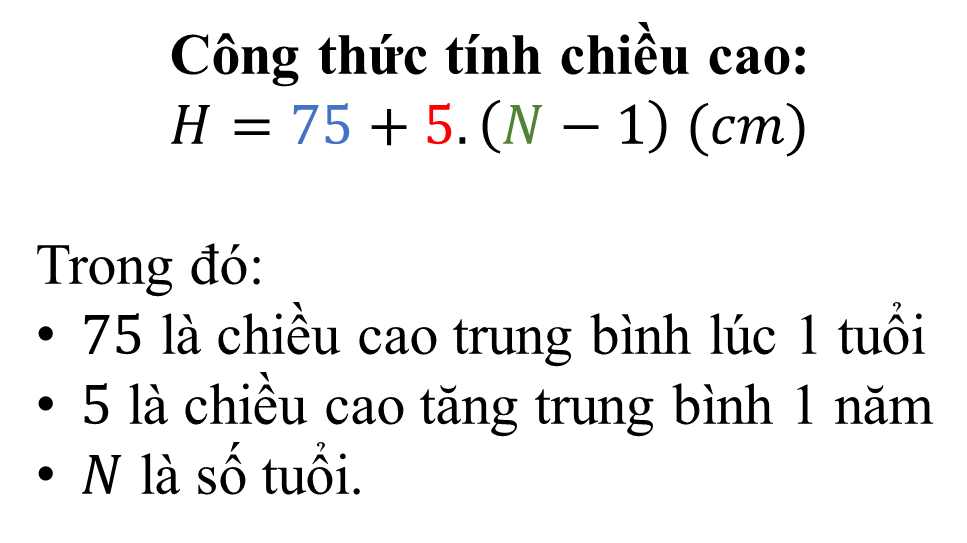 Công thức tính chiều cao:
H = 75 + 5.(N − 1) (cm)
Trong đó:
• 75 là chiều cao trung bình lúc 1 tuổi
• 5 là chiều cao tăng trung bình 1 năm
• N là số tuổi.